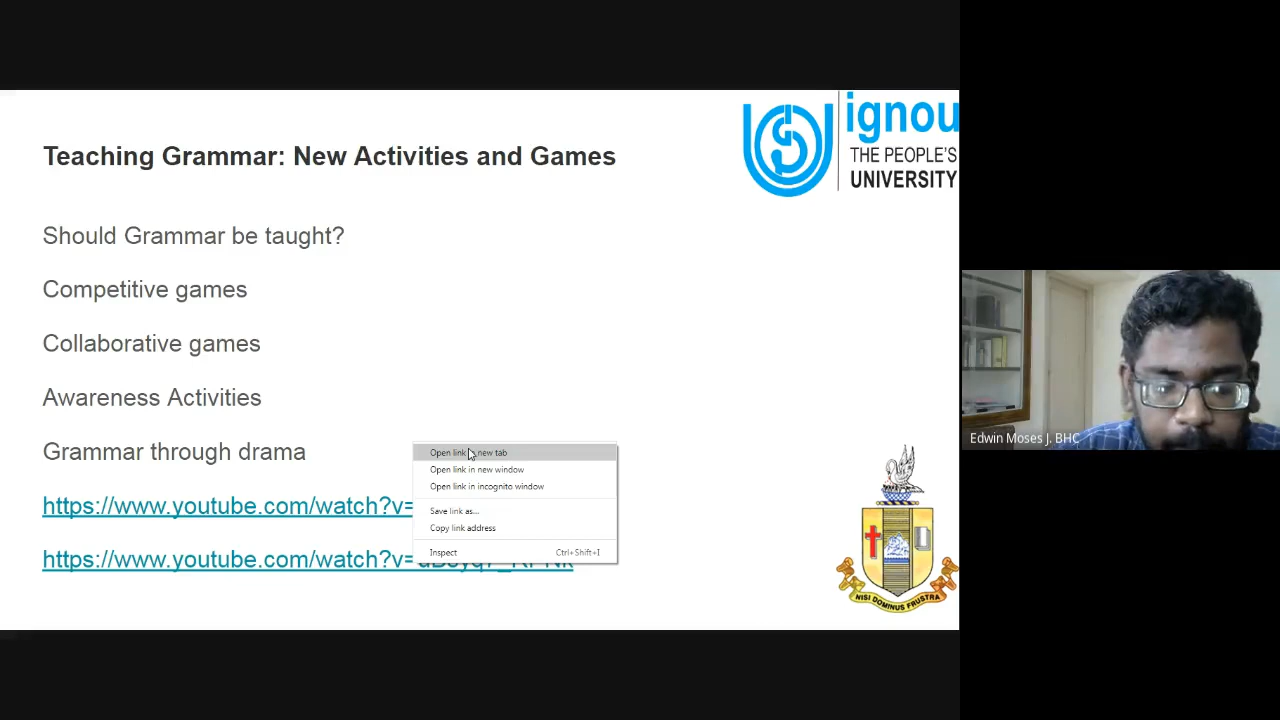 Teaching Grammar: New Activities and Games
ignou
THE PEOPLE'S
UNIVERSITY
Should Grammar be taught?
Competitive games
Collaborative games
Awareness Activities
Grammar through drama
https://www.youtube.com/watch?v=
https://www.youtube.com/watch?v=
Open link new tab
Open link in new window
Open link in incognito window
Save link as...
Copy link address
Inspect Ctrl+Shift+I
Edwin Moses J. BHC
NISI DOMINUS FRUSTRA